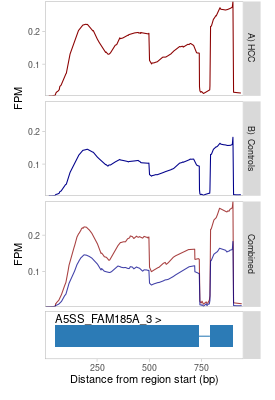 0.2
0.1
A) HCC
FPM
0.2
0.1
B) Controls
0.2
0.1
FPM
Combined
A5SS_FAM185A_3 >
250 500 750
Distance from region start (bp)